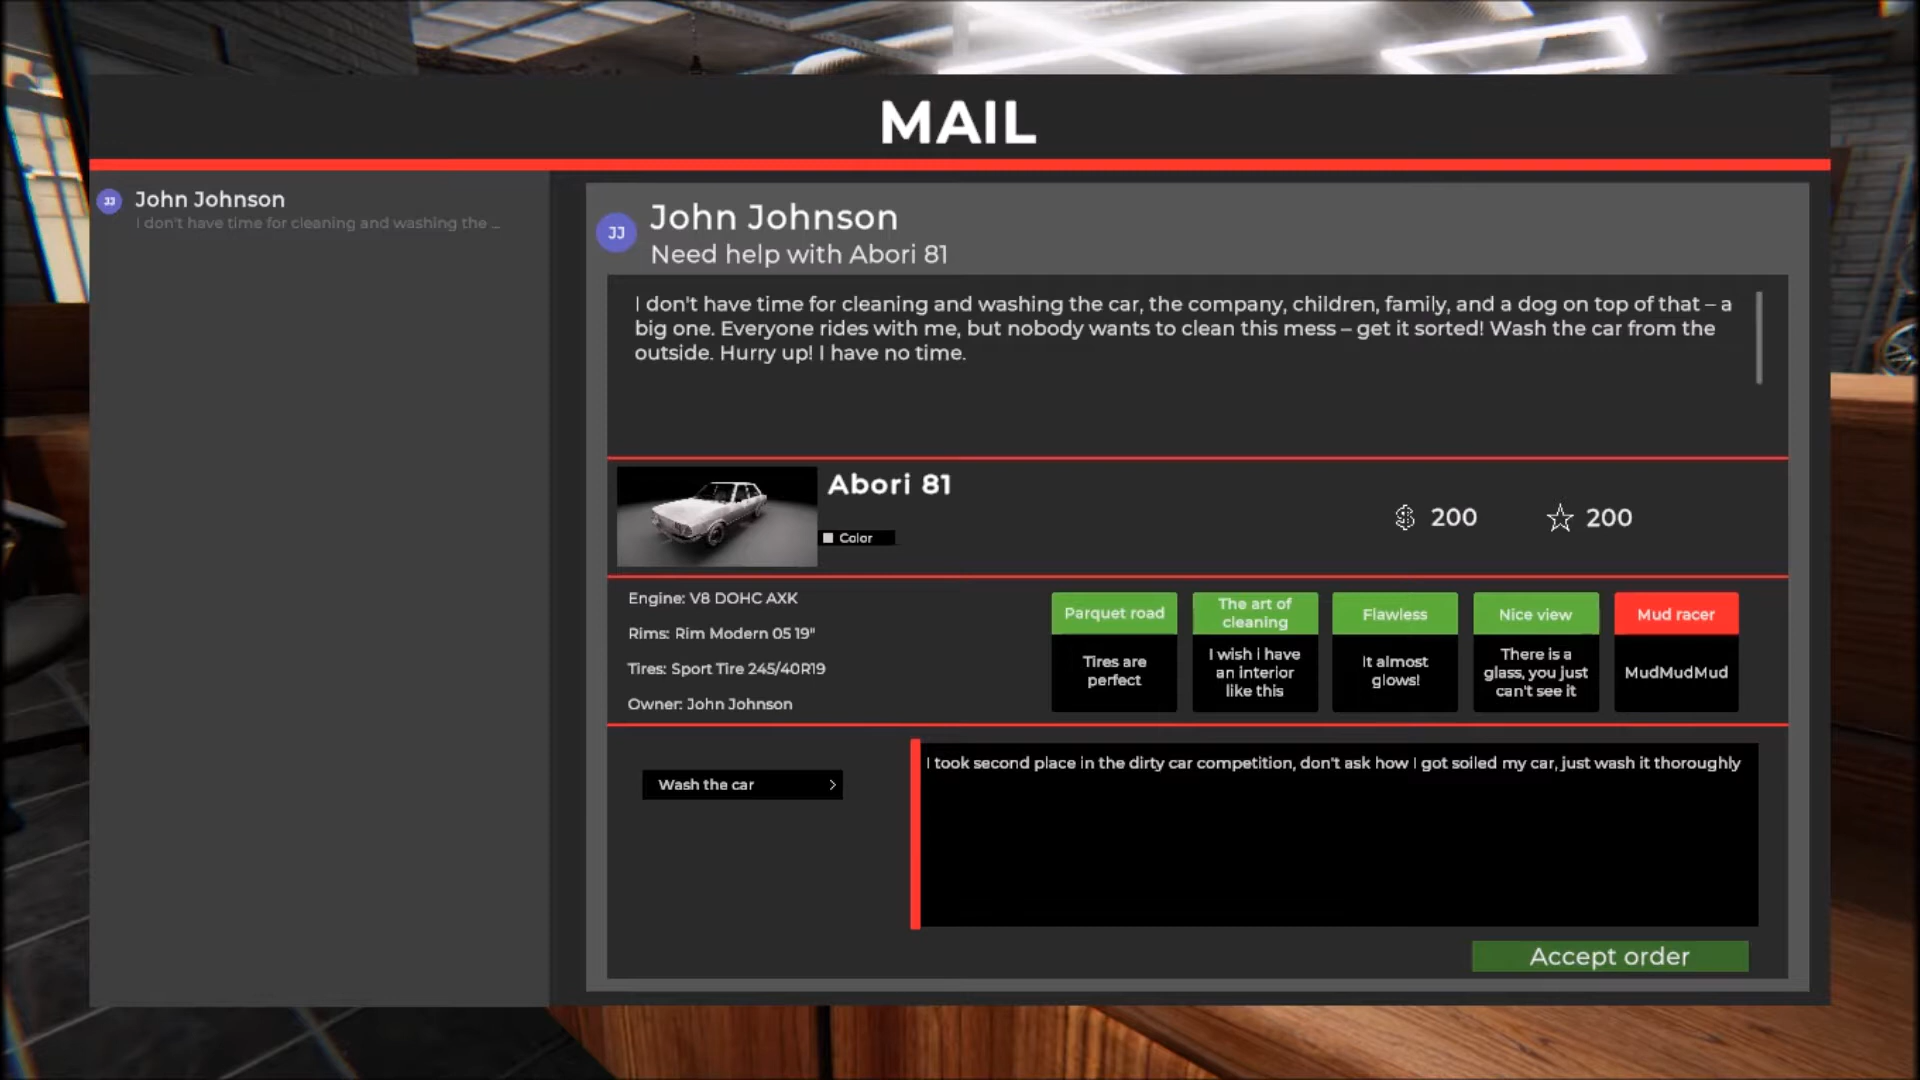 MAIL
JJ
John Johnson
I don't have time for cleaning and washing the ...
JJ
John Johnson
Need help with Abori 81
I don't have time for cleaning and washing the car, the company, children, family, and a dog on top of that – a
big one. Everyone rides with me, but nobody wants to clean this mess – get it sorted! Wash the car from the
outside. Hurry up! I have no time.
Abori 81
Color
$ 200
200
Engine: V8 DOHC AXK
Rims: Rim Modern 05 19"
Tires: Sport Tire 245/40R19
Owner: John Johnson
Parquet road
Tires are
perfect
The art of
cleaning
I wish i have
an interior
like this
Flawless
It almost
glows!
Nice view
There is a
glass, you just
can't see it
Mud racer
MudMudMud
Wash the car >
I took second place in the dirty car competition, don't ask how I got soiled my car, just wash it thoroughly
Accept order